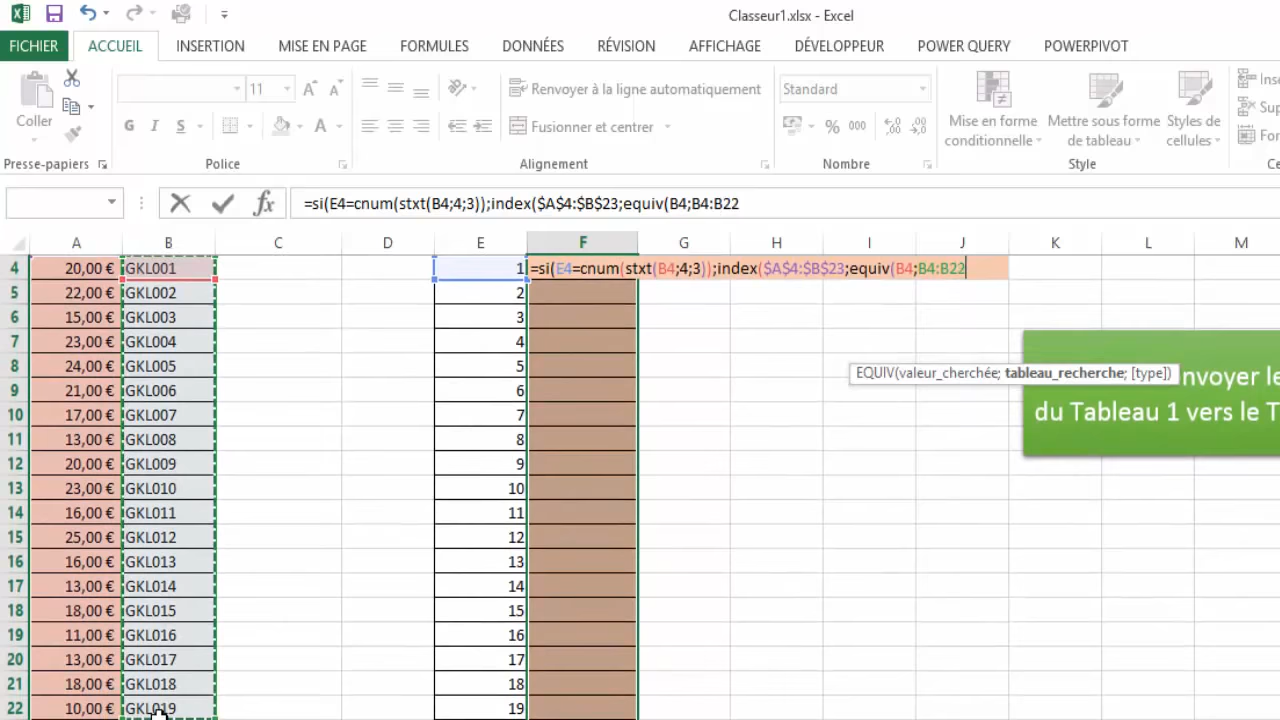 Classeur1.xlsx - Excel
FICHIER ACCUEIL INSERTION MISE EN PAGE FORMULES DONNÉES RÉVISION AFFICHAGE DÉVELOPPEUR POWER QUERY POWERPIVOT
11 Renvoyer à la ligne automatiquement Standard
Coller Mise en forme Mettre sous forme Styles de
G I S A Fusionner et centrer % 000 conditionnelle de tableau cellules
Presse-papiers Police Alignement Nombre Style
=si(E4=cnum(stxt(B4;4;3));index($A$4:$B$23;equiv(B4;B4:B22
A B C D E F G H I J K L M
4 20,00 € GKL001 1 =si(E4=cnum(stxt(B4;4;3));index($A$4:$B$23;equiv(B4;B4:B22
5 22,00 € GKL002 2
6 15,00 € GKL003 3
7 23,00 € GKL004 4
8 24,00 € GKL005 5
EQUIV(valeur_cherchée; tableau_recherche; [type]) nvoyer le
9 21,00 € GKL006 6
10 17,00 € GKL007 7 du Tableau 1 vers le T
11 13,00 € GKL008 8
12 20,00 € GKL009 9
13 23,00 € GKL010 10
14 16,00 € GKL011 11
15 25,00 € GKL012 12
16 16,00 € GKL013 13
17 13,00 € GKL014 14
18 18,00 € GKL015 15
19 11,00 € GKL016 16
20 13,00 € GKL017 17
21 18,00 € GKL018 18
22 10,00 € GKL019 19